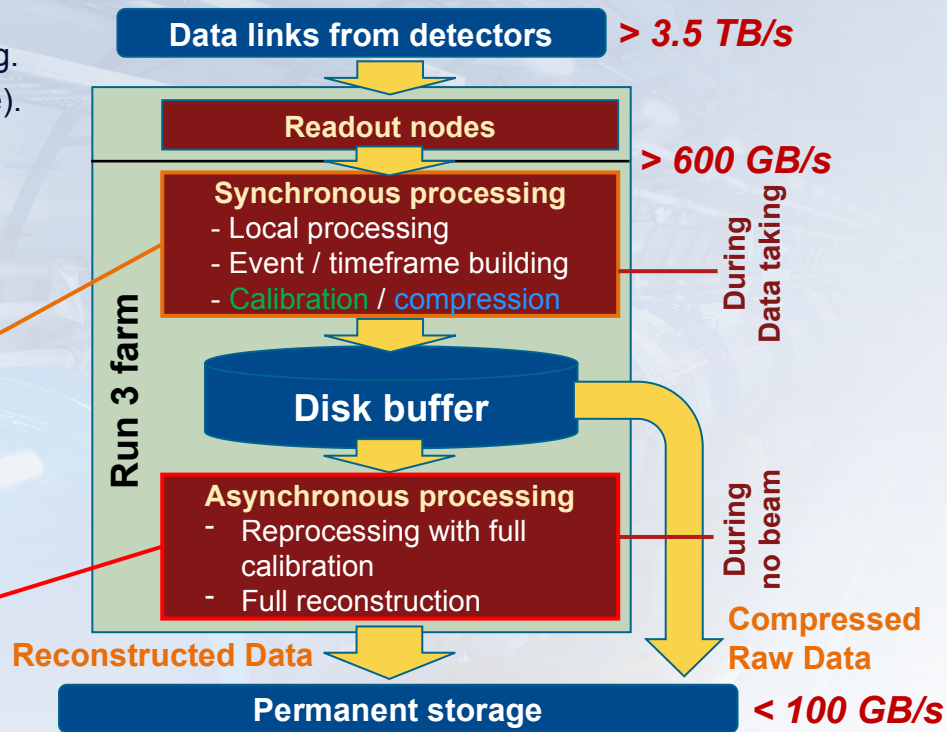 Data links from detectors
> 3.5 TB/s
g.
e).
Readout nodes
> 600 GB/s
Synchronous processing
- Local processing
- Event / timeframe building
- Calibration / compression
During
Data taking
Run 3 farm
Disk buffer
Asynchronous processing
- Reprocessing with full
calibration
- Full reconstruction
During
no beam
Reconstructed Data
Compressed
Raw Data
Permanent storage
< 100 GB/s